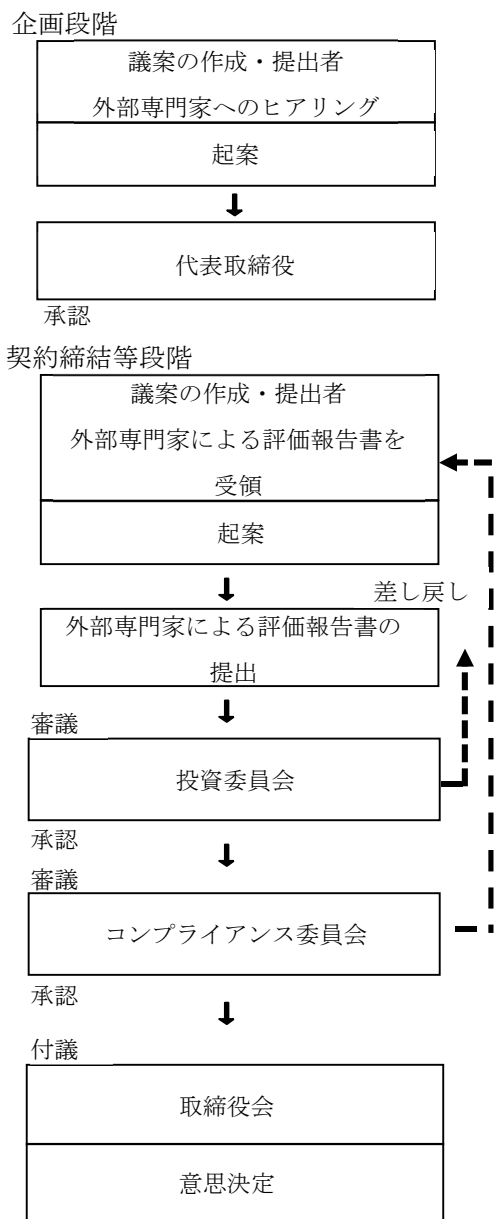 企画段階
議案の作成・提出者
外部専門家へのヒアリング
起案
代表取締役
承認
契約締結等段階
議案の作成・提出者
外部専門家による評価報告書を
受領
起案
差し戻し
外部専門家による評価報告書の
提出
審議
投資委員会
承認
審議
コンプライアンス委員会
承認
付議
取締役会
意思決定